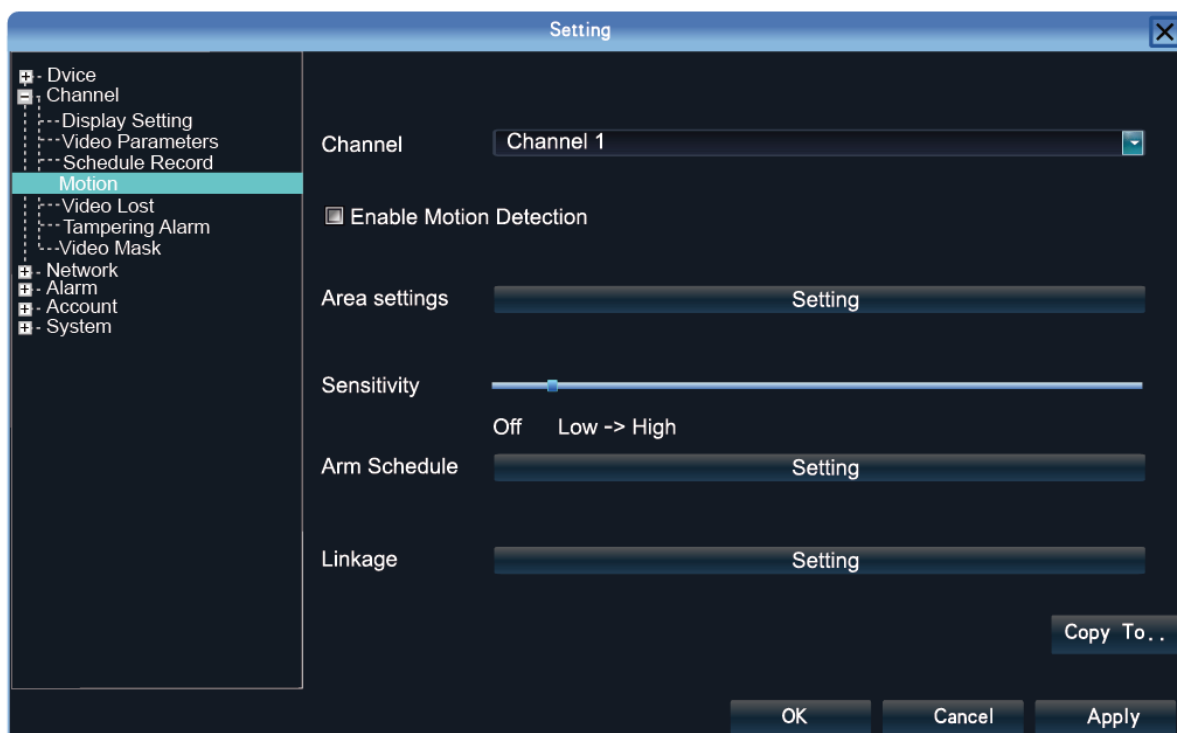 Setting
Dvice
Channel
Display Setting
Video Parameters
Schedule Record
Motion
Video Lost
Tampering Alarm
Video Mask
Network
Alarm
Account
System
Channel
Channel 1
Enable Motion Detection
Area settings
Setting
Sensitivity
Off Low -> High
Arm Schedule
Setting
Linkage
Setting
Copy To..
OK
Cancel
Apply